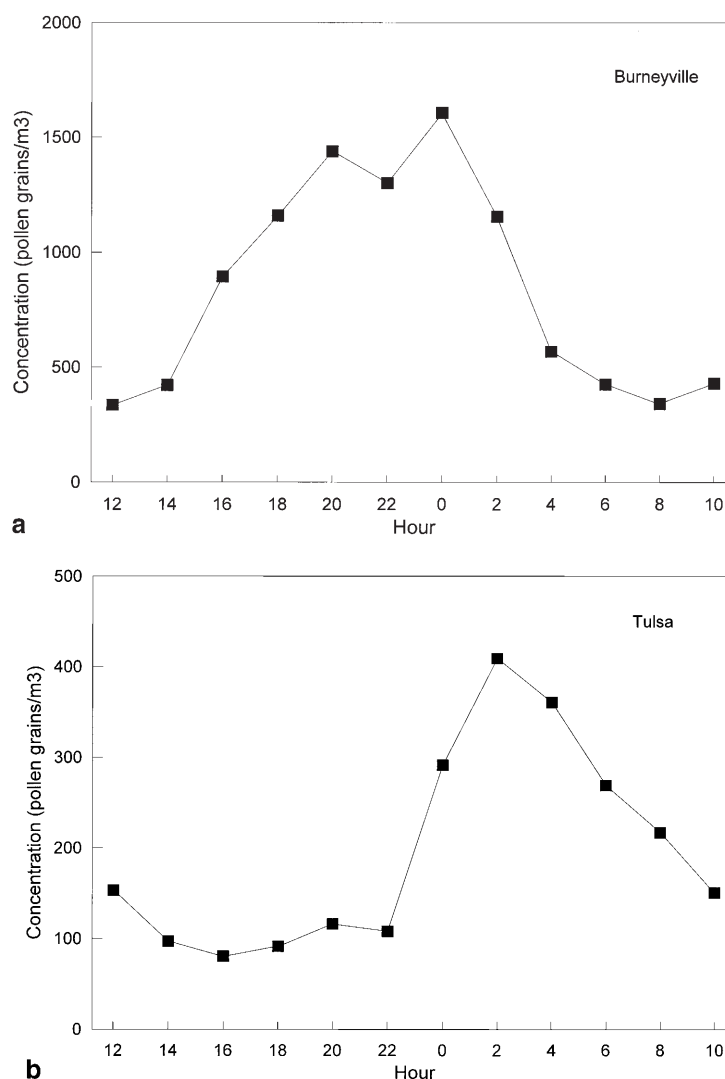 2000
Burneyville
1500
1000
500
0
Concentration (pollen grains/m3)
12 14 16 18 20 22 0 2 4 6 8 10
Hour
a
500
Tulsa
400
300
200
100
0
Concentration (pollen grains/m3)
12 14 16 18 20 22 0 2 4 6 8 10
Hour
b